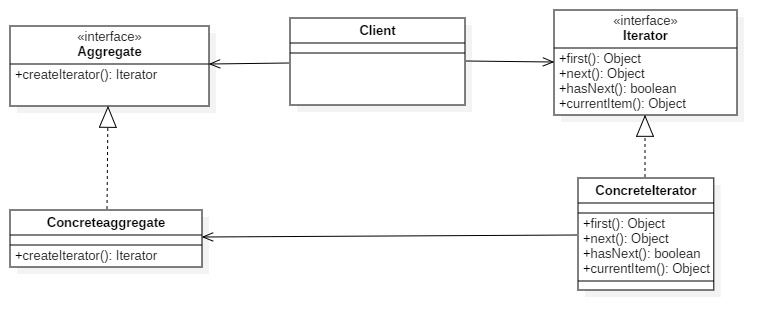 «interface»
Aggregate
+createIterator(): Iterator
Client
«interface»
Iterator
+first(): Object
+next(): Object
+hasNext(): boolean
+currentItem(): Object
Concreteaggregate
+createIterator(): Iterator
ConcreteIterator
+first(): Object
+next(): Object
+hasNext(): boolean
+currentItem(): Object